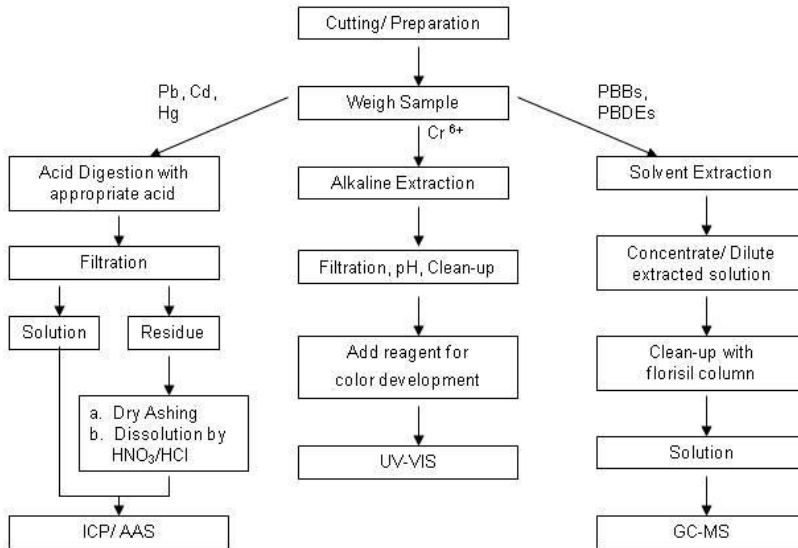 Cutting/ Preparation
Weigh Sample
Pb, Cd,
Hg
Cr 6+
PBBs,
PBDEs
Acid Digestion with
appropriate acid
Filtration
Solution
Residue
a. Dry Ashing
b. Dissolution by
HNO3/HCl
ICP/ AAS
Alkaline Extraction
Filtration, pH, Clean-up
Add reagent for
color development
UV-VIS
Solvent Extraction
Concentrate/ Dilute
extracted solution
Clean-up with
florisil column
Solution
GC-MS